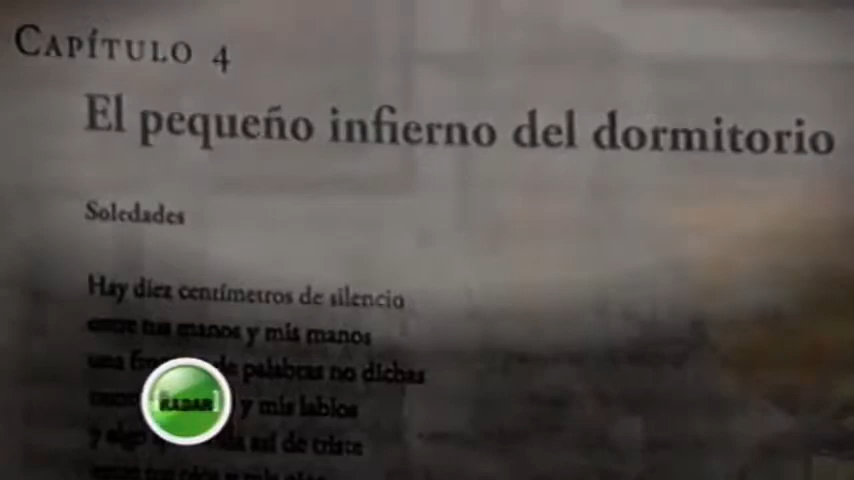 CAPÍTULO 4
El pequeño infierno del dormitorio
Soledades
Hay diez centímetros de silencio
entre tus manos y mis manos
una de palabras no dichas
RADAR y mis labios
y algo así de triste